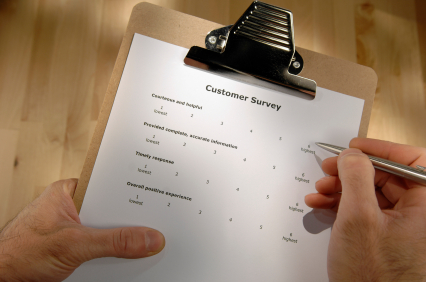 Customer Survey
Courteous and helpful
1 2 3 4 5
lowest highest
Provided complete, accurate information
1 2 3 4 5 6
lowest highest
Timely response
1 2 3 4 5 6
lowest highest
Overall positive experience
1 2 3 4 5 6
lowest highest